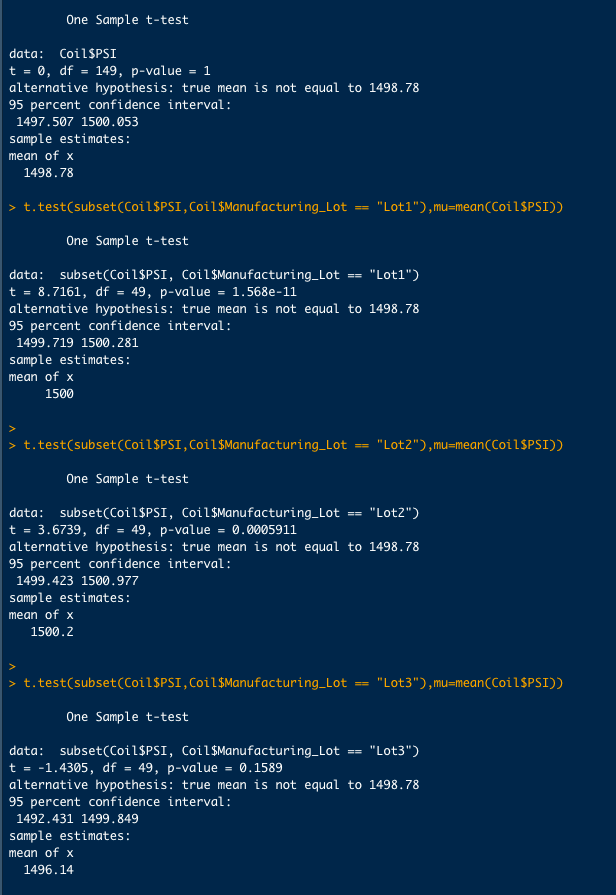 One Sample t-test
data:  Coil$PSI
t = 0, df = 149, p-value = 1
alternative hypothesis: true mean is not equal to 1498.78
95 percent confidence interval:
 1497.507 1500.053
sample estimates:
mean of x
  1498.78
> t.test(subset(Coil$PSI,Coil$Manufacturing_Lot == "Lot1"),mu=mean(Coil$PSI))
One Sample t-test
data:  subset(Coil$PSI, Coil$Manufacturing_Lot == "Lot1")
t = 8.7161, df = 49, p-value = 1.568e-11
alternative hypothesis: true mean is not equal to 1498.78
95 percent confidence interval:
 1499.719 1500.281
sample estimates:
mean of x
     1500
>
> t.test(subset(Coil$PSI,Coil$Manufacturing_Lot == "Lot2"),mu=mean(Coil$PSI))
One Sample t-test
data:  subset(Coil$PSI, Coil$Manufacturing_Lot == "Lot2")
t = 3.6739, df = 49, p-value = 0.0005911
alternative hypothesis: true mean is not equal to 1498.78
95 percent confidence interval:
 1499.423 1500.977
sample estimates:
mean of x
   1500.2
>
> t.test(subset(Coil$PSI,Coil$Manufacturing_Lot == "Lot3"),mu=mean(Coil$PSI))
One Sample t-test
data:  subset(Coil$PSI, Coil$Manufacturing_Lot == "Lot3")
t = -1.4305, df = 49, p-value = 0.1589
alternative hypothesis: true mean is not equal to 1498.78
95 percent confidence interval:
 1492.431 1499.849
sample estimates:
mean of x
  1496.14